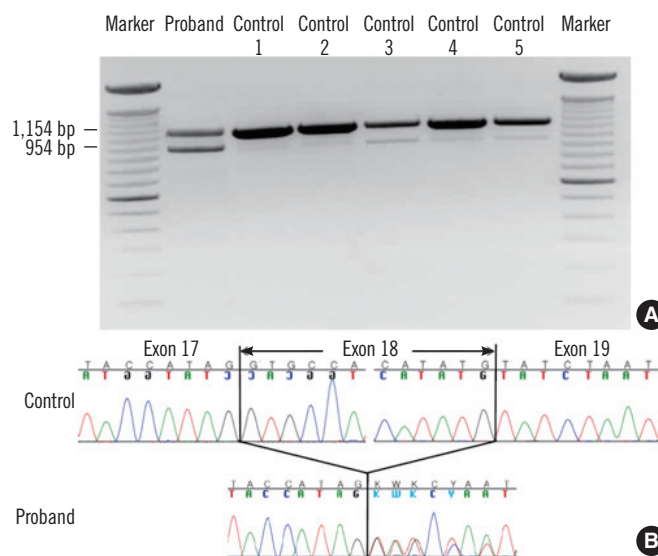 Marker Proband Control 1 Control 2 Control 3 Control 4 Control 5 Marker
1,154 bp
954 bp
A
Exon 17 Exon 18 Exon 19
T A C C A T A G G T G C C A C A T A T G T A T C T A A T
A T G G T A T C C A C G G T C A T A T G T A T C T A A T
Control
T A C C A T A G K W K C Y A A T
T A C C A T A G K W K C Y A A T
Proband
B